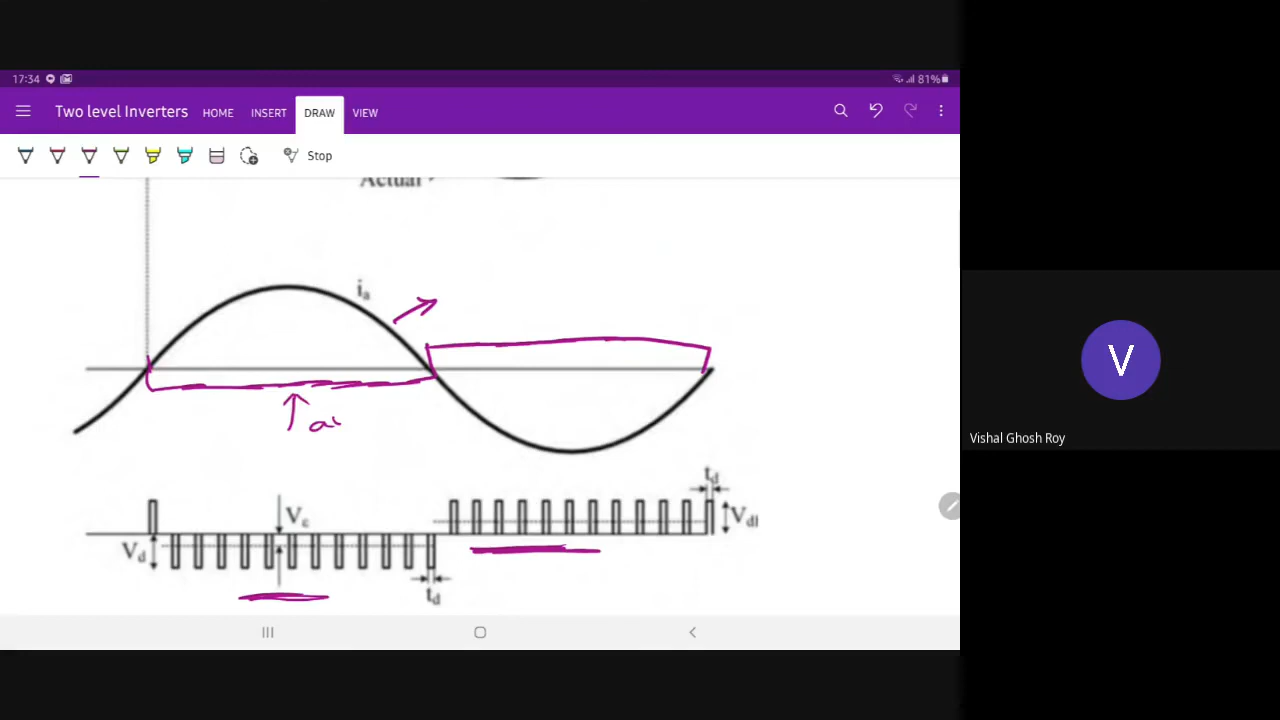 17:34 81%
Two level Inverters HOME INSERT DRAW VIEW
Stop
Actual
ia
V
Vishal Ghosh Roy
td
Vε
Vdl
Vd
td